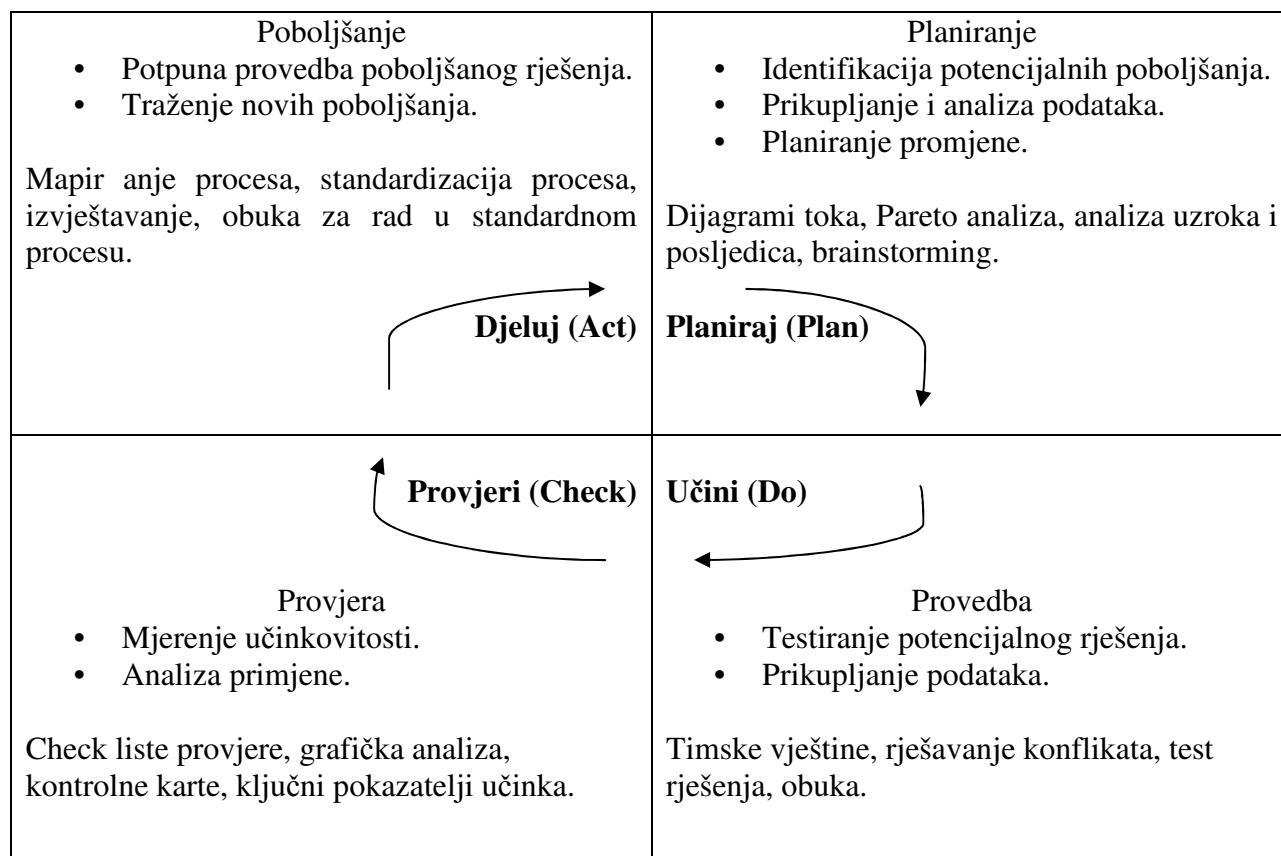 Poboljšanje
• Potpuna provedba poboljšanog rješenja.
• Traženje novih poboljšanja.
Mapir anje procesa, standardizacija procesa,
izvještavanje, obuka za rad u standardnom
procesu.
Djeluj (Act)
Planiranje
• Identifikacija potencijalnih poboljšanja.
• Prikupljanje i analiza podataka.
• Planiranje promjene.
Dijagrami toka, Pareto analiza, analiza uzroka i
posljedica, brainstorming.
Planiraj (Plan)
Provjeri (Check)
Provjera
• Mjerenje učinkovitosti.
• Analiza primjene.
Check liste provjere, grafička analiza,
kontrolne karte, ključni pokazatelji učinka.
Učini (Do)
Provedba
• Testiranje potencijalnog rješenja.
• Prikupljanje podataka.
Timske vještine, rješavanje konflikata, test
rješenja, obuka.